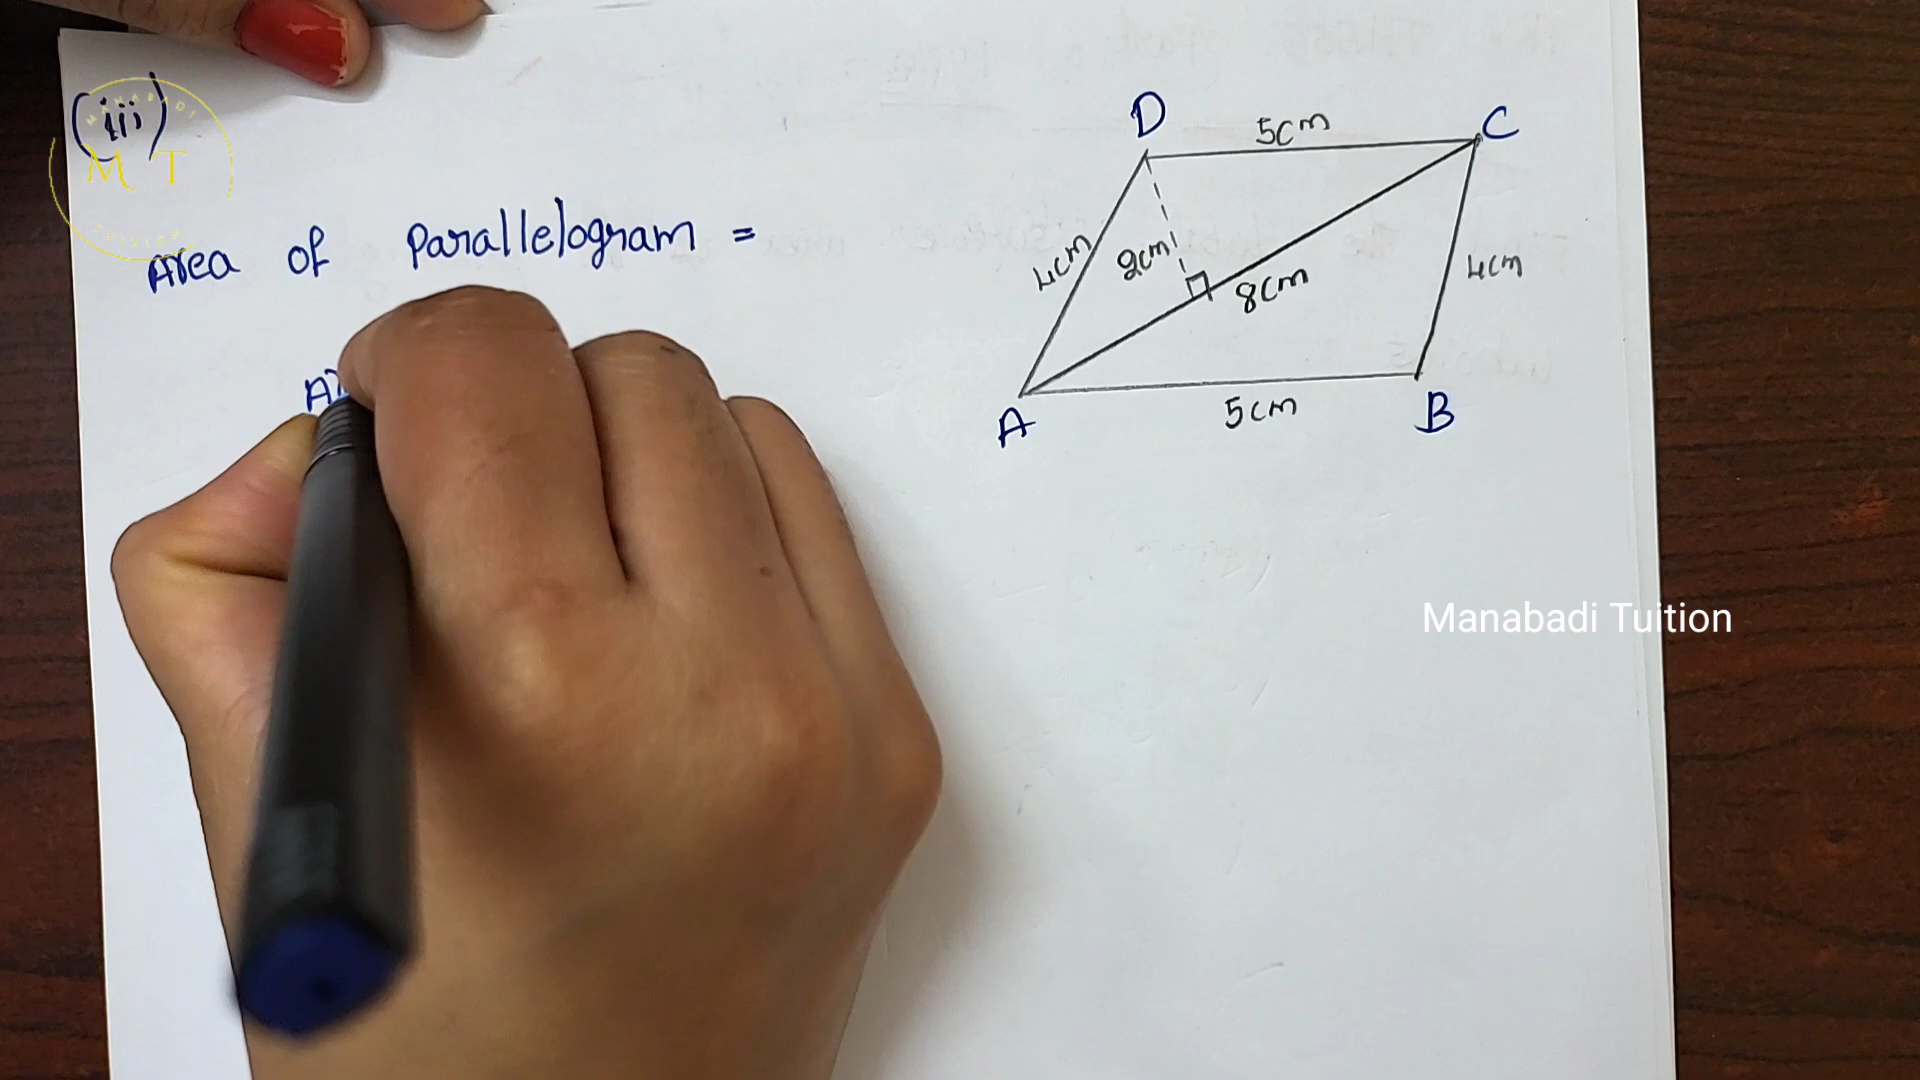 (iii)
M T
Area of Parallelogram =
D
5cm
C
4cm
2cm
8cm
4cm
A
5cm
B
Manabadi Tuition